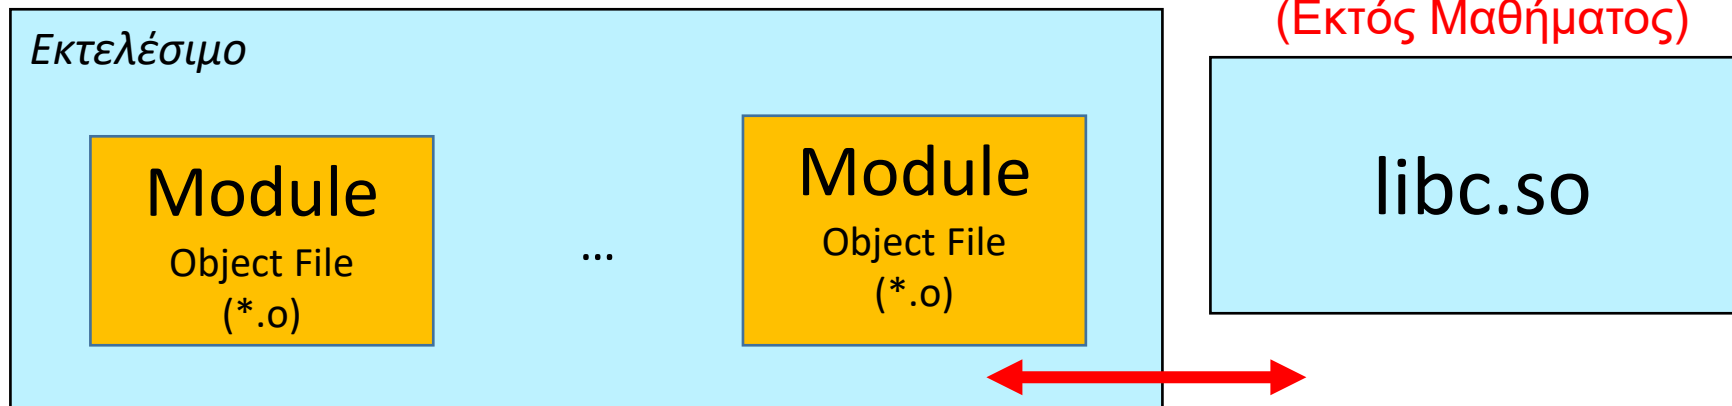 (Εκτός Μαθήματος)
Εκτελέσιμο
Module
Object File
(*.o)
...
Module
Object File
(*.o)
libc.so